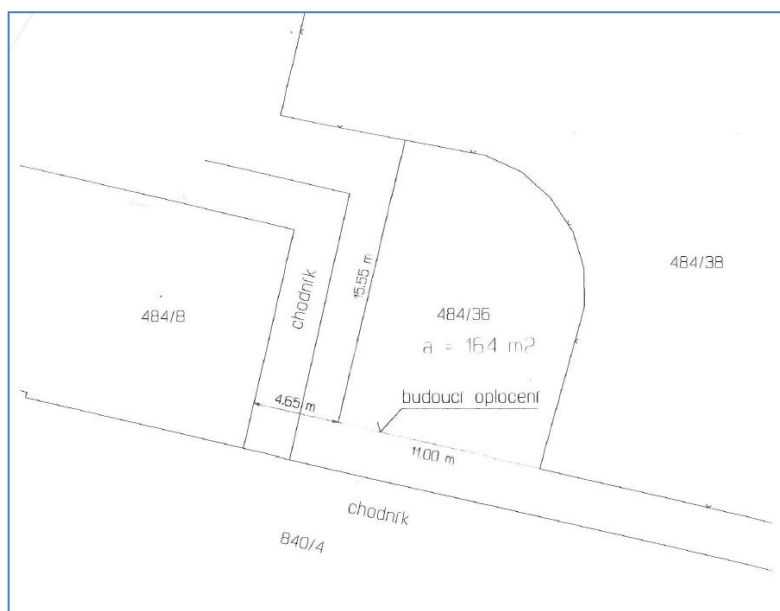 484/38
15.55 m
chodník
484/8
484/36
a = 164 m2
budoucí oplocení
4.65 m
11.00 m
chodník
840/4